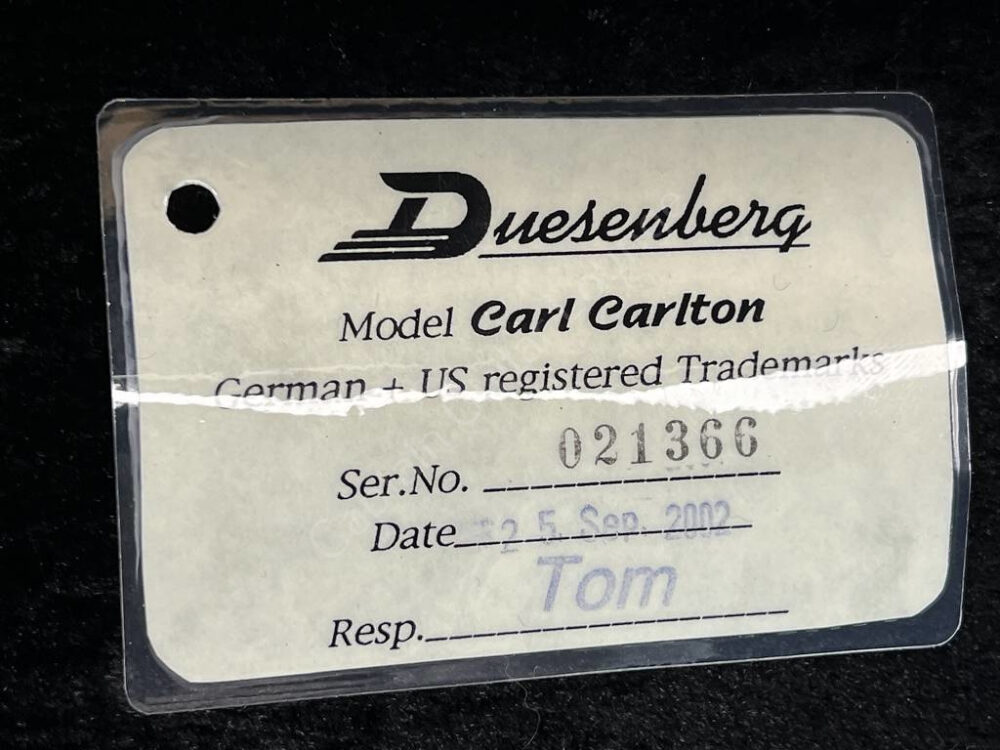 Duesenberg
Model Carl Carlton
German + US registered Trademarks
Ser.No. 021366
Date 25. Sep. 2002
Tom
Resp.